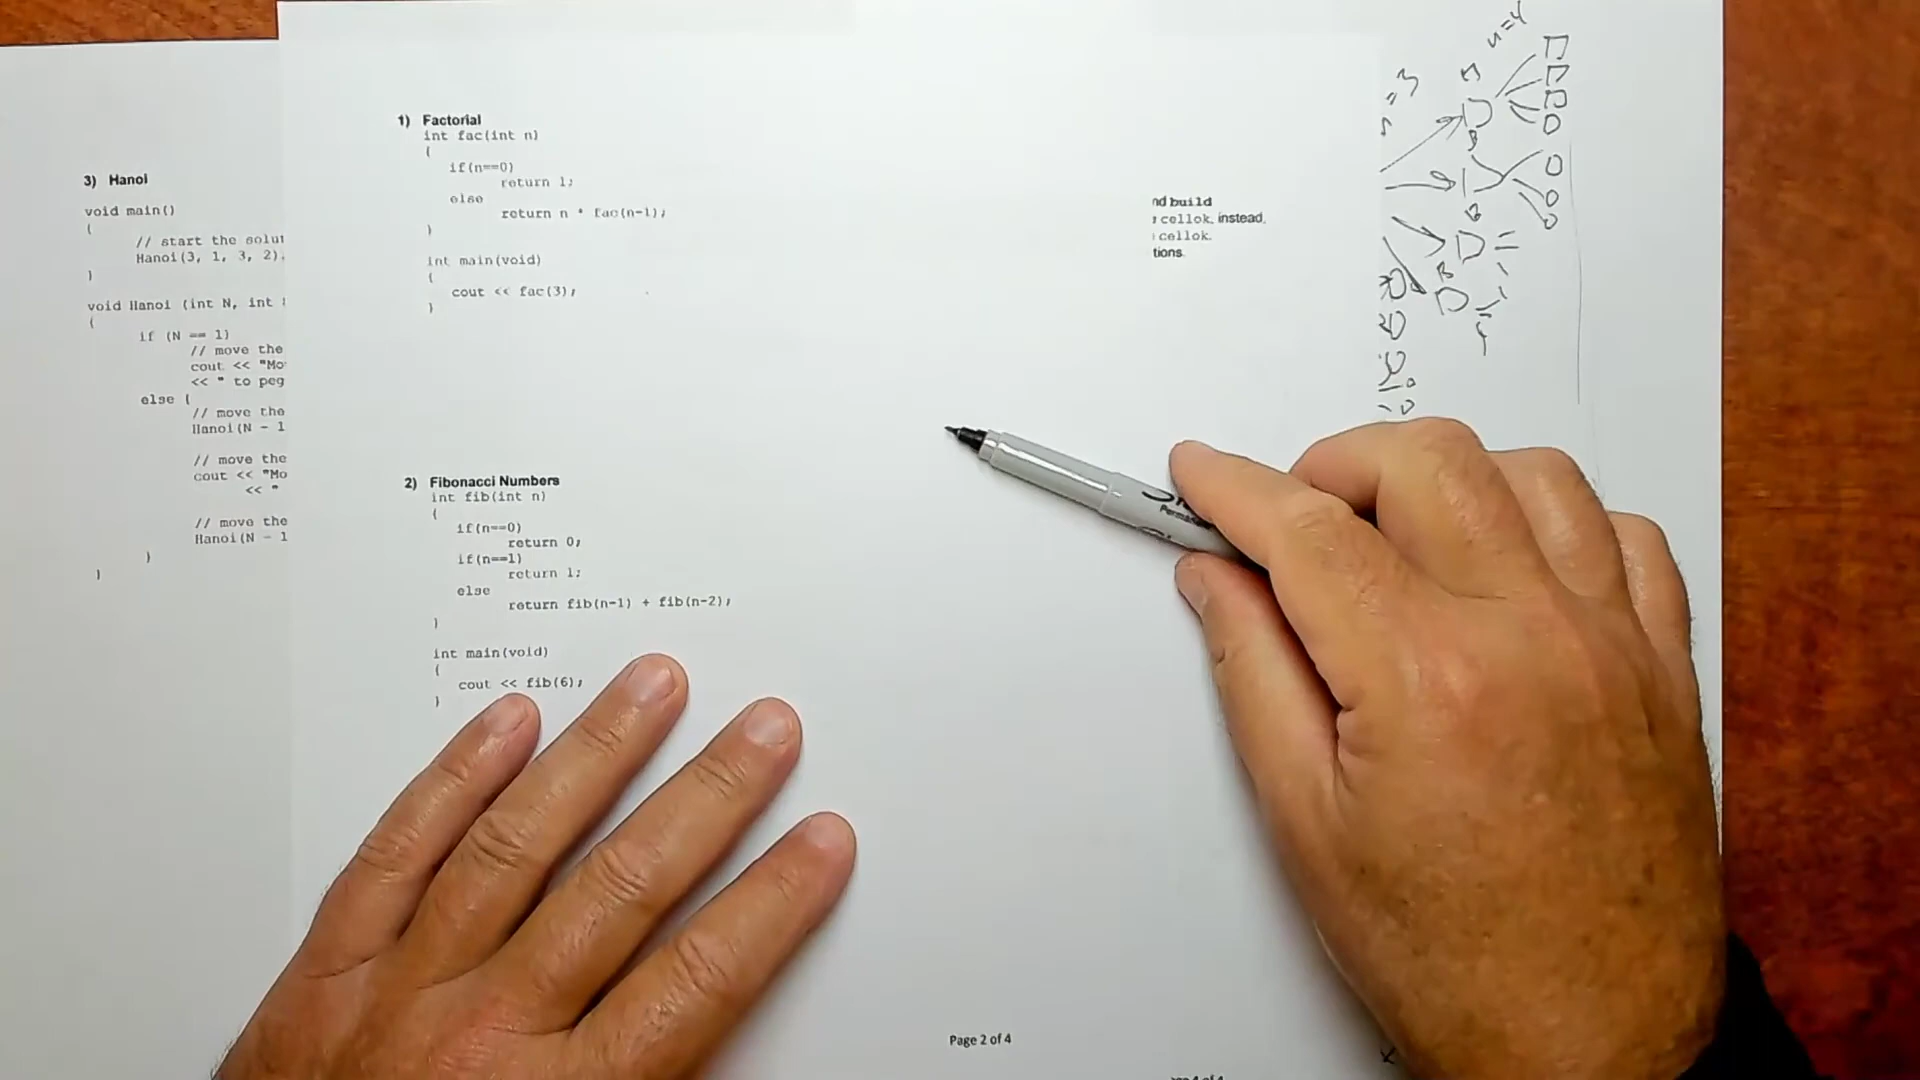 3) Hanoi
void main()
{
// start the solut
Hanoi(3, 1, 3, 2).
}
void Hanoi (int N, int
{
if (N == 1)
// move the
cout << "Mo
<< " to peg
else {
// move the
Hanoi(N - 1
// move the
cout << "Mo
<< "
// move the
Hanoi(N - 1
}
}
1) Factorial
int fac(int n)
{
if(n==0)
return 1;
else
return n * fac(n-1);
}
int main(void)
{
cout << fac(3);
}
2) Fibonacci Numbers
int fib(int n)
{
if(n==0)
return 0;
if(n==1)
return 1;
else
return fib(n-1) + fib(n-2);
}
int main(void)
{
cout << fib(6);
}
nd build
cellok, instead.
cellok.
tions.
n=4
=3
Permane
Page 2 of 4